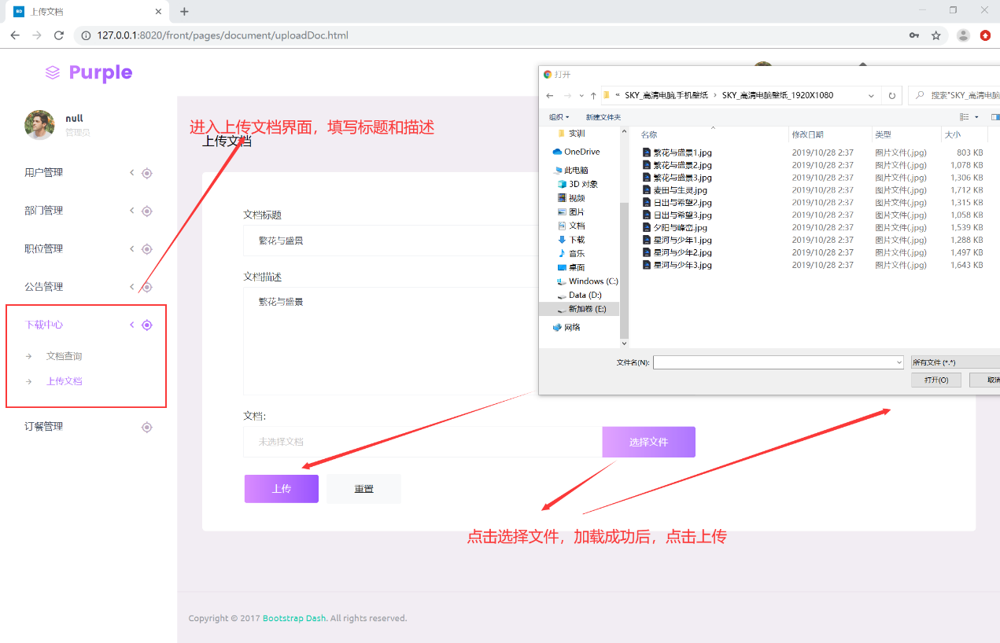 上传文档
127.0.0.1:8020/front/pages/document/uploadDoc.html
Purple
null
管理员
用户管理
部门管理
职位管理
公告管理
下载中心
文档查询
上传文档
订餐管理
进入上传文档界面，填写标题和描述
上传文档
文档标题
繁花与盛景
文档描述
繁花与盛景
文档:
未选择文档
选择文件
上传
重置
点击选择文件，加载成功后，点击上传
Copyright © 2017 Bootstrap Dash. All rights reserved.
打开
« SKY_高清电脑,手机壁纸 › SKY_高清电脑壁纸_1920X1080
搜索"SKY_高清电脑
组织
新建文件夹
实训
OneDrive
此电脑
3D 对象
视频
图片
文档
下载
音乐
桌面
Windows (C:)
Data (D:)
新加卷 (E:)
网络
名称 修改日期 类型 大小
繁花与盛景1.jpg 2019/10/28 2:37 图片文件(.jpg) 803 KB
繁花与盛景2.jpg 2019/10/28 2:37 图片文件(.jpg) 1,078 KB
繁花与盛景3.jpg 2019/10/28 2:37 图片文件(.jpg) 1,306 KB
麦田与生灵.jpg 2019/10/28 2:37 图片文件(.jpg) 1,712 KB
日出与希望2.jpg 2019/10/28 2:37 图片文件(.jpg) 1,315 KB
日出与希望3.jpg 2019/10/28 2:37 图片文件(.jpg) 1,058 KB
夕阳与峰峦.jpg 2019/10/28 2:37 图片文件(.jpg) 1,539 KB
星河与少年1.jpg 2019/10/28 2:37 图片文件(.jpg) 1,288 KB
星河与少年2.jpg 2019/10/28 2:37 图片文件(.jpg) 1,497 KB
星河与少年3.jpg 2019/10/28 2:37 图片文件(.jpg) 1,643 KB
文件名(N):
所有文件 (*.*)
打开(O)
取消